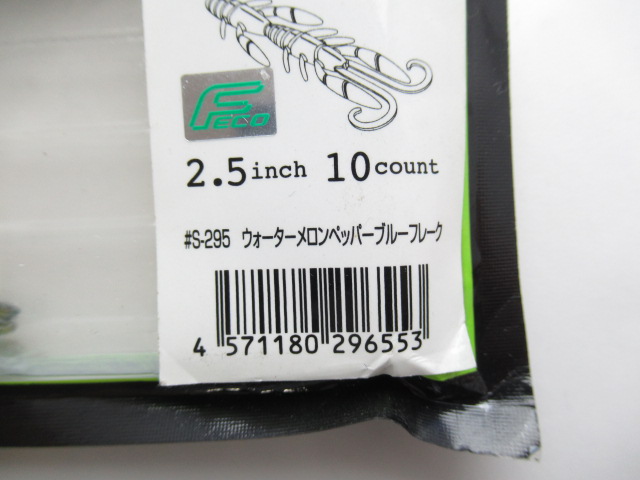 FECO
2.5inch 10count
#S-295 ウォーターメロンペッパーブルーフレーク
4 571180 296553